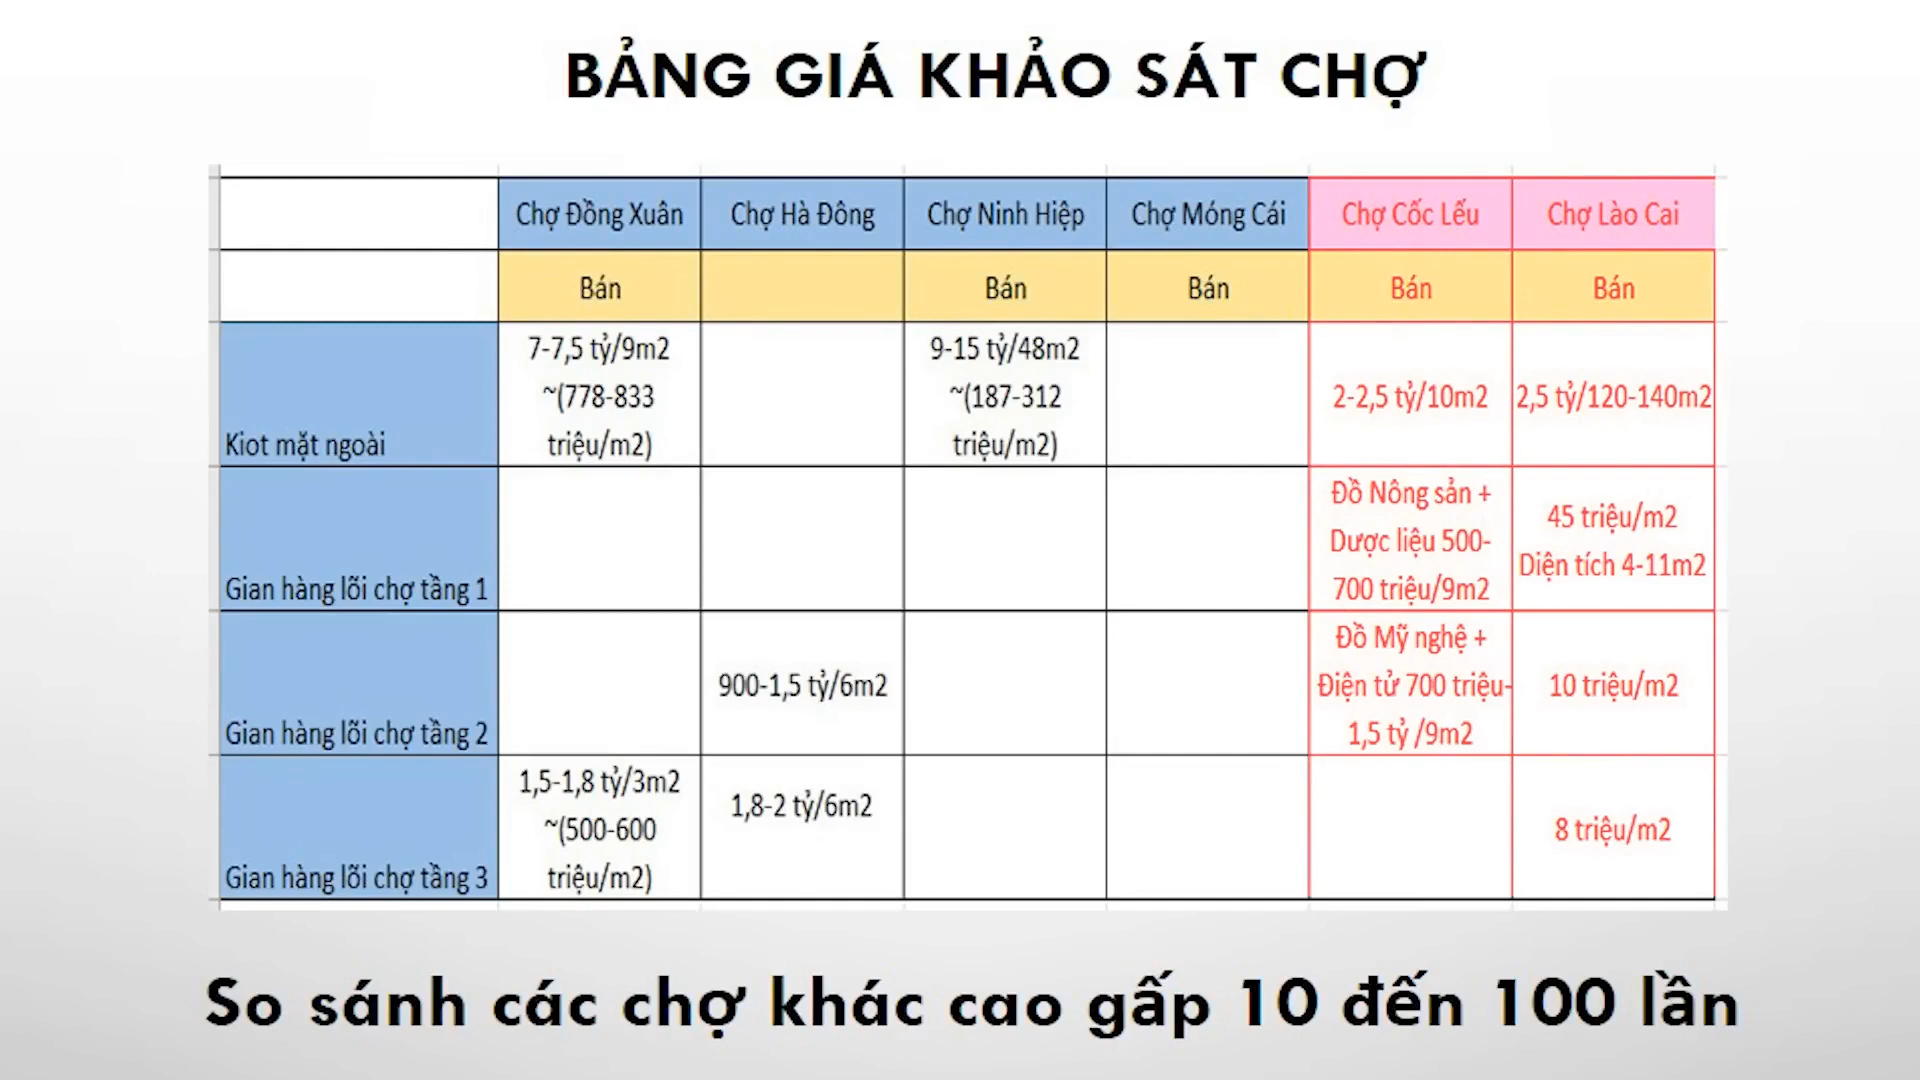 BẢNG GIÁ KHẢO SÁT CHỢ
Chợ Đồng Xuân
Chợ Hà Đông
Chợ Ninh Hiệp
Chợ Móng Cái
Chợ Cốc Lếu
Chợ Lào Cai
Bán
Bán
Bán
Bán
Bán
Kiot mặt ngoài
7-7,5 tỷ/9m2
~(778-833
triệu/m2)
9-15 tỷ/48m2
~(187-312
triệu/m2)
2-2,5 tỷ/10m2
2,5 tỷ/120-140m2
Gian hàng lõi chợ tầng 1
Đồ Nông sản +
Dược liệu 500-
700 triệu/9m2
45 triệu/m2
Diện tích 4-11m2
Gian hàng lõi chợ tầng 2
900-1,5 tỷ/6m2
Đồ Mỹ nghệ +
Điện tử 700 triệu-
1,5 tỷ /9m2
10 triệu/m2
Gian hàng lõi chợ tầng 3
1,5-1,8 tỷ/3m2
~(500-600
triệu/m2)
1,8-2 tỷ/6m2
8 triệu/m2
So sánh các chợ khác cao gấp 10 đến 100 lần